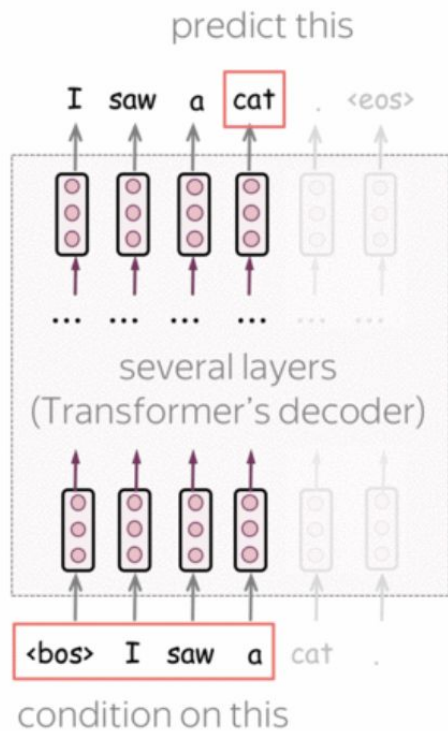 predict this
I saw a cat . <eos>
... ... ... ... ... ...
several layers
(Transformer's decoder)
<bos> I saw a cat .
condition on this